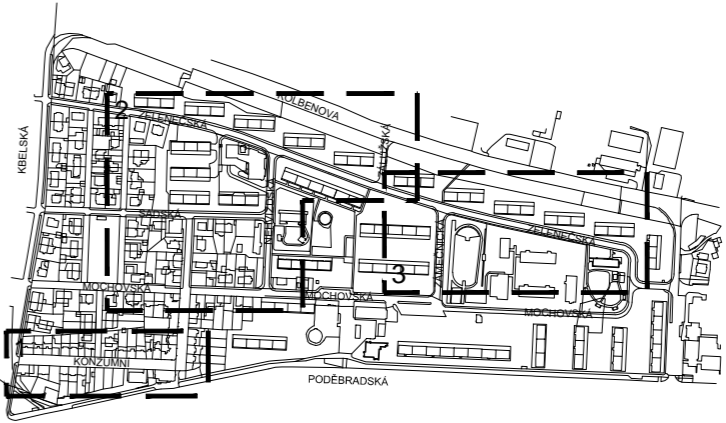 KOLBENOVA
2
ZELENEČSKÁ
KBELSKÁ
SADSKÁ
ZELENEČSKÁ
3
MOCHOVSKÁ
MOCHOVSKÁ
MOCHOVSKÁ
KONZUMNÍ
PODĚBRADSKÁ